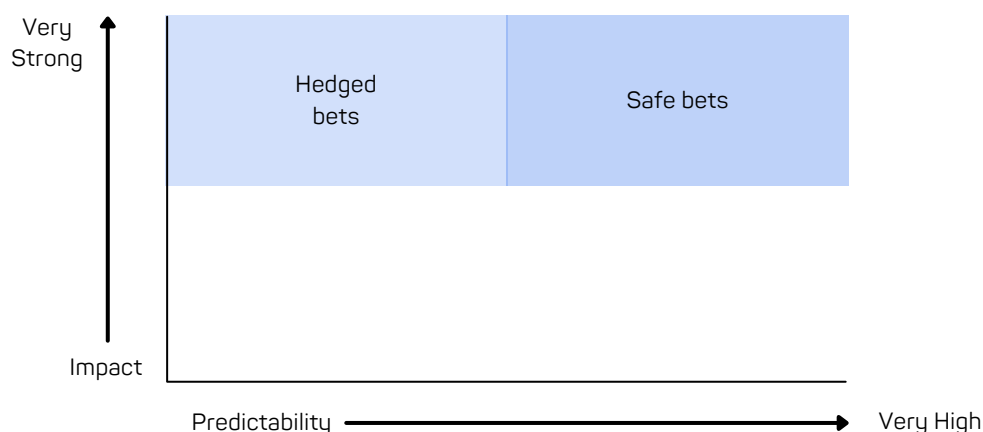 Very
Strong
Hedged
bets
Safe bets
Impact
Predictability
Very High